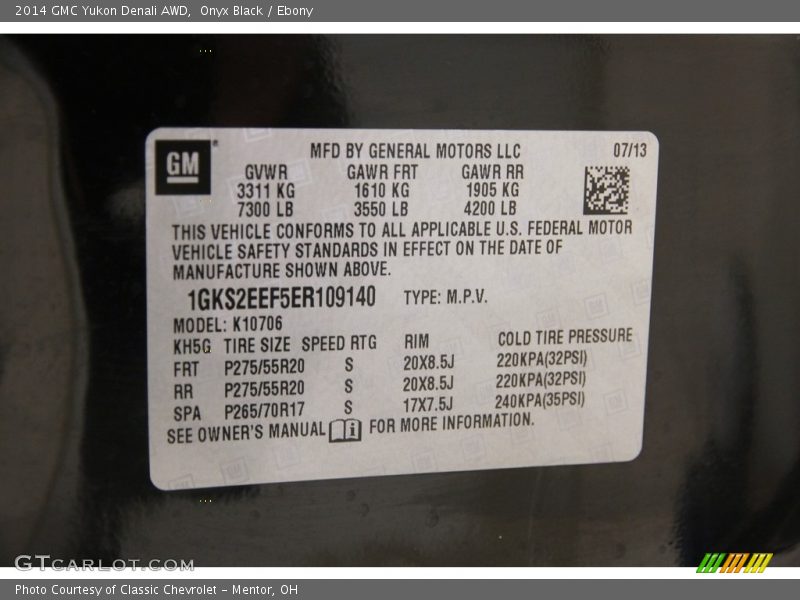 2014 GMC Yukon Denali AWD, Onyx Black / Ebony
GM
MFD BY GENERAL MOTORS LLC 07/13
GVWR GAWR FRT GAWR RR
3311 KG 1610 KG 1905 KG
7300 LB 3550 LB 4200 LB
THIS VEHICLE CONFORMS TO ALL APPLICABLE U.S. FEDERAL MOTOR
VEHICLE SAFETY STANDARDS IN EFFECT ON THE DATE OF
MANUFACTURE SHOWN ABOVE.
1GKS2EEF5ER109140 TYPE: M.P.V.
MODEL: K10706
KH5G TIRE SIZE SPEED RTG RIM COLD TIRE PRESSURE
FRT P275/55R20 S 20X8.5J 220KPA(32PSI)
RR P275/55R20 S 20X8.5J 220KPA(32PSI)
SPA P265/70R17 S 17X7.5J 240KPA(35PSI)
SEE OWNER'S MANUAL FOR MORE INFORMATION.
GTCARLOT.COM
Photo Courtesy of Classic Chevrolet - Mentor, OH